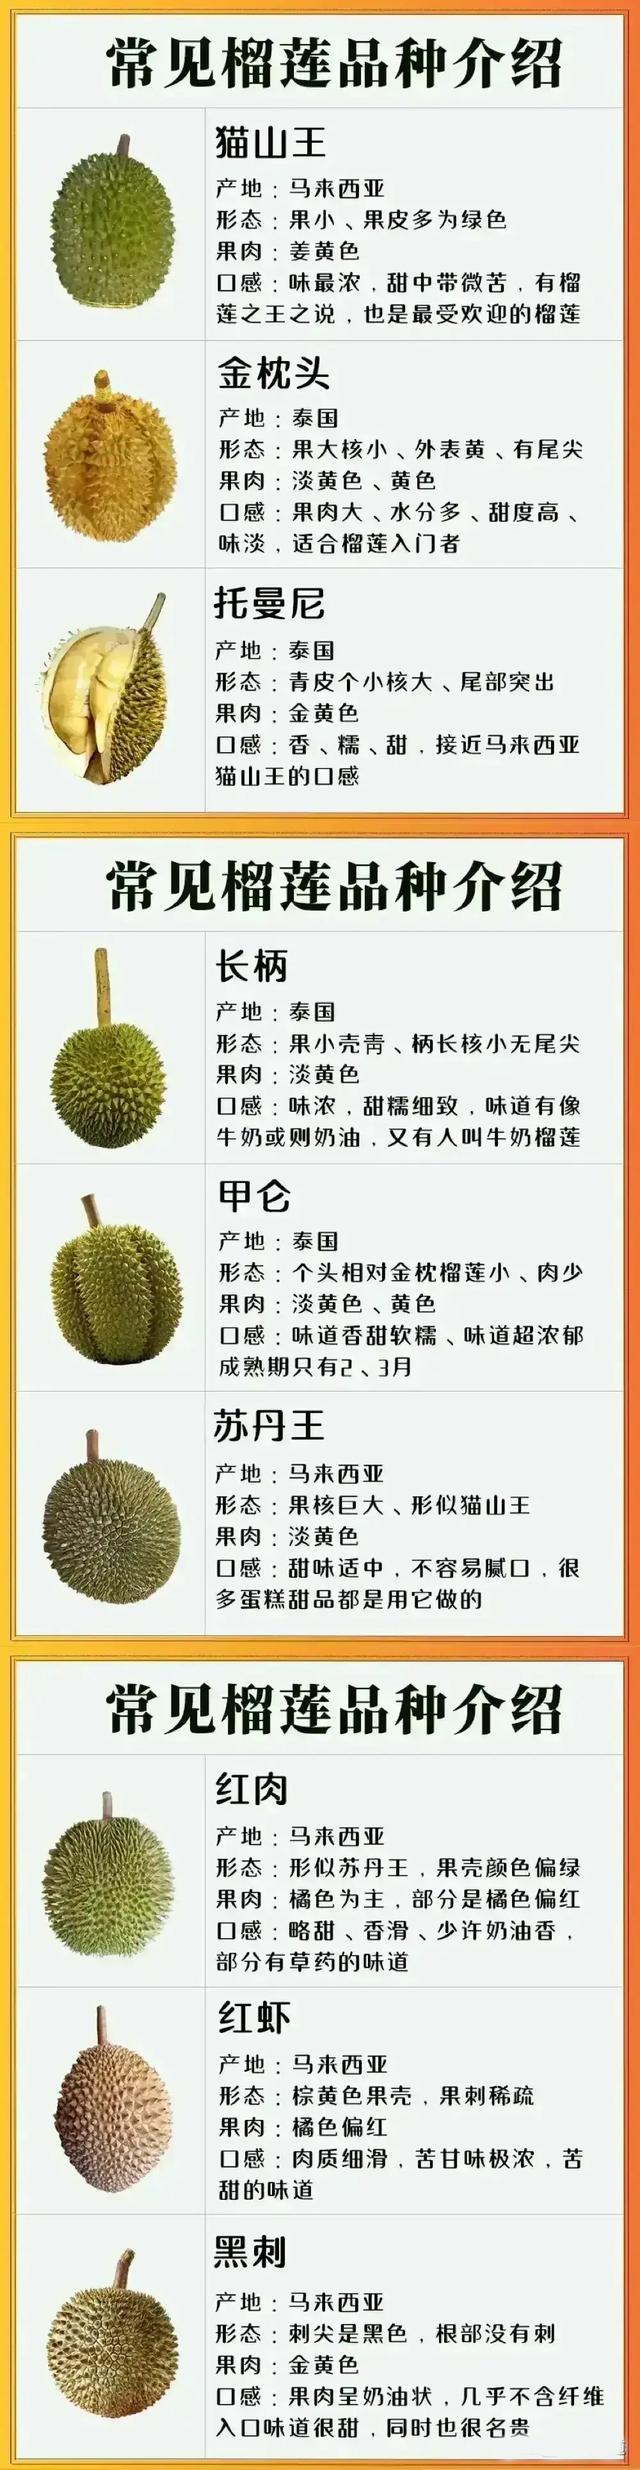 常见榴莲品种介绍
猫山王
产地：马来西亚
形态：果小、果皮多为绿色
果肉：姜黄色
口感：味最浓，甜中带微苦，有榴
莲之王之说，也是最受欢迎的榴莲
金枕头
产地：泰国
形态：果大核小、外表黄、有尾尖
果肉：淡黄色、黄色
口感：果肉大、水分多、甜度高、
味淡，适合榴莲入门者
托曼尼
产地：泰国
形态：青皮个小核大、尾部突出
果肉：金黄色
口感：香、糯、甜，接近马来西亚
猫山王的口感
常见榴莲品种介绍
长柄
产地：泰国
形态：果小壳青、柄长核小无尾尖
果肉：淡黄色
口感：味浓，甜糯细致，味道有像
牛奶或则奶油，又有人叫牛奶榴莲
甲仑
产地：泰国
形态：个头相对金枕榴莲小、肉少
果肉：淡黄色、黄色
口感：味道香甜软糯、味道超浓郁
成熟期只有2、3月
苏丹王
产地：马来西亚
形态：果核巨大、形似猫山王
果肉：淡黄色
口感：甜味适中，不容易腻口，很
多蛋糕甜品都是用它做的
常见榴莲品种介绍
红肉
产地：马来西亚
形态：形似苏丹王，果壳颜色偏绿
果肉：橘色为主，部分是橘色偏红
口感：略甜、香滑、少许奶油香，
部分有草药的味道
红虾
产地：马来西亚
形态：棕黄色果壳，果刺稀疏
果肉：橘色偏红
口感：肉质细滑，苦甘味极浓，苦
甜的味道
黑刺
产地：马来西亚
形态：刺尖是黑色，根部没有刺
果肉：金黄色
口感：果肉呈奶油状，几乎不含纤维
入口味道很甜，同时也很名贵